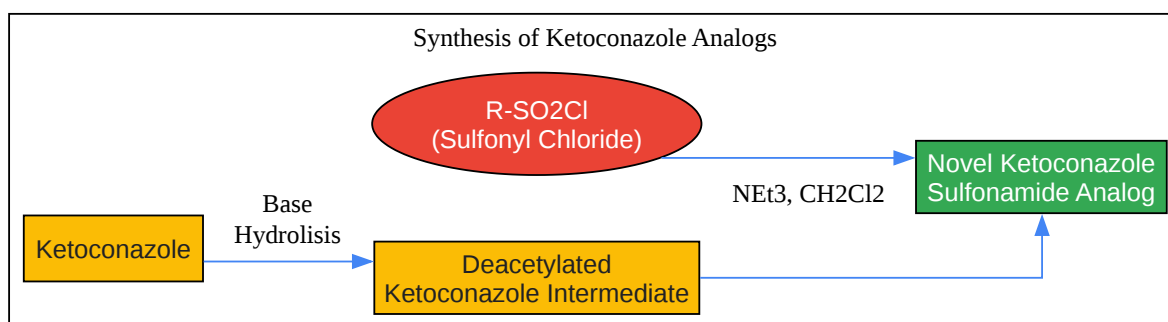 Synthesis of Ketoconazole Analogs
R-SO2Cl
(Sulfonyl Chloride)
Novel Ketoconazole
Sulfonamide Analog
NEt3, CH2Cl2
Base
Hydrolisis
Ketoconazole
Deacetylated
Ketoconazole Intermediate